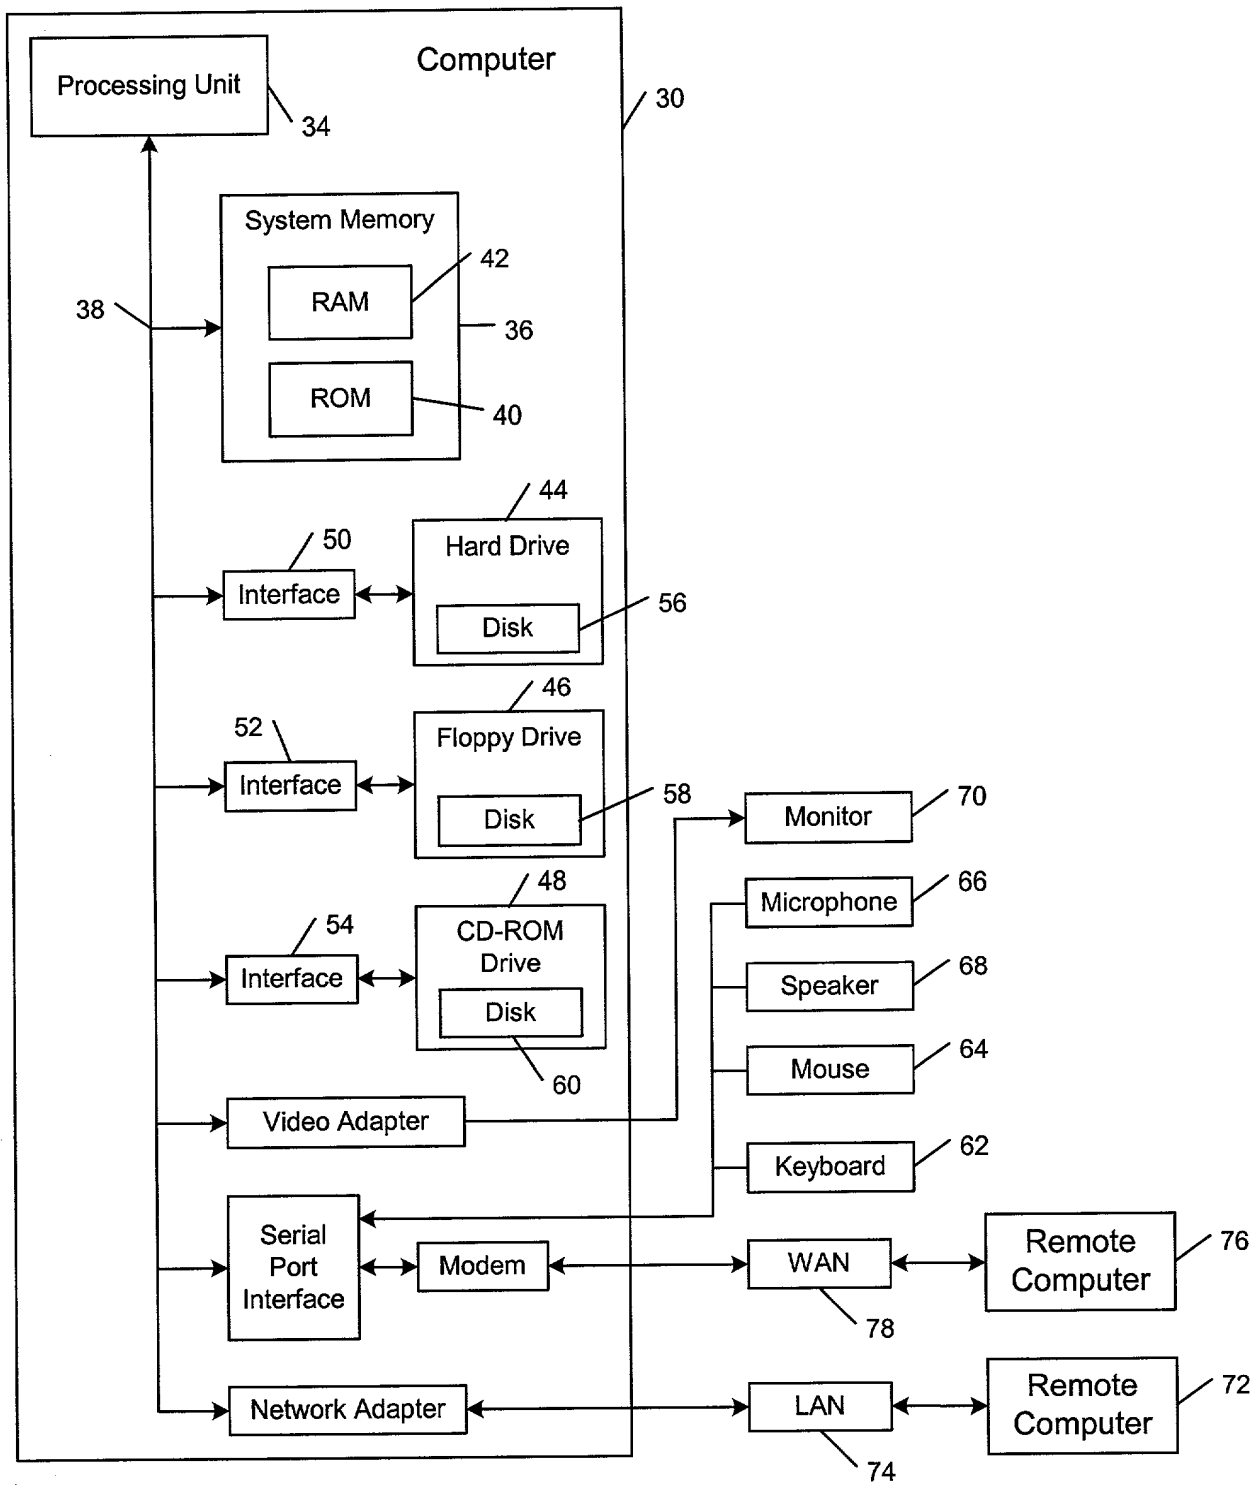 Computer
Processing Unit
30
34
System Memory
42
RAM
38
36
ROM
40
44
50
Hard Drive
Interface
56
Disk
46
52
Floppy Drive
Interface
58
Disk
70
Monitor
48
66
Microphone
54
CD-ROM
Drive
Interface
68
Speaker
Disk
60
64
Mouse
Video Adapter
62
Keyboard
Serial
Port
Interface
Modem
WAN
78
Remote
Computer
76
Network Adapter
LAN
74
Remote
Computer
72